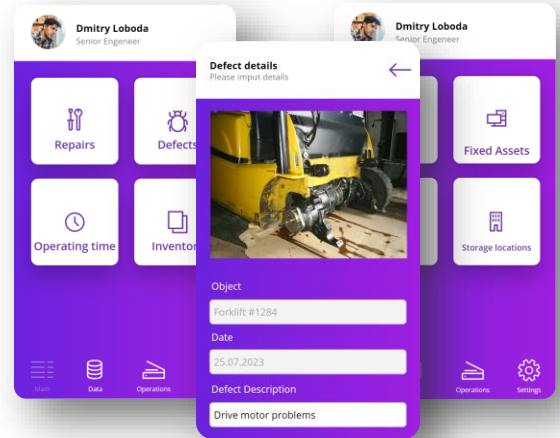 Dmitry Loboda
Senior Engeneer
Repairs
Defects
Operating time
Inventor
Main
Data
Operations
Defect details
Please imput details
Object
Forklift #1284
Date
25.07.2023
Defect Description
Drive motor problems
Dmitry Loboda
Senior Engeneer
Fixed Assets
Storage locations
Operations
Settings